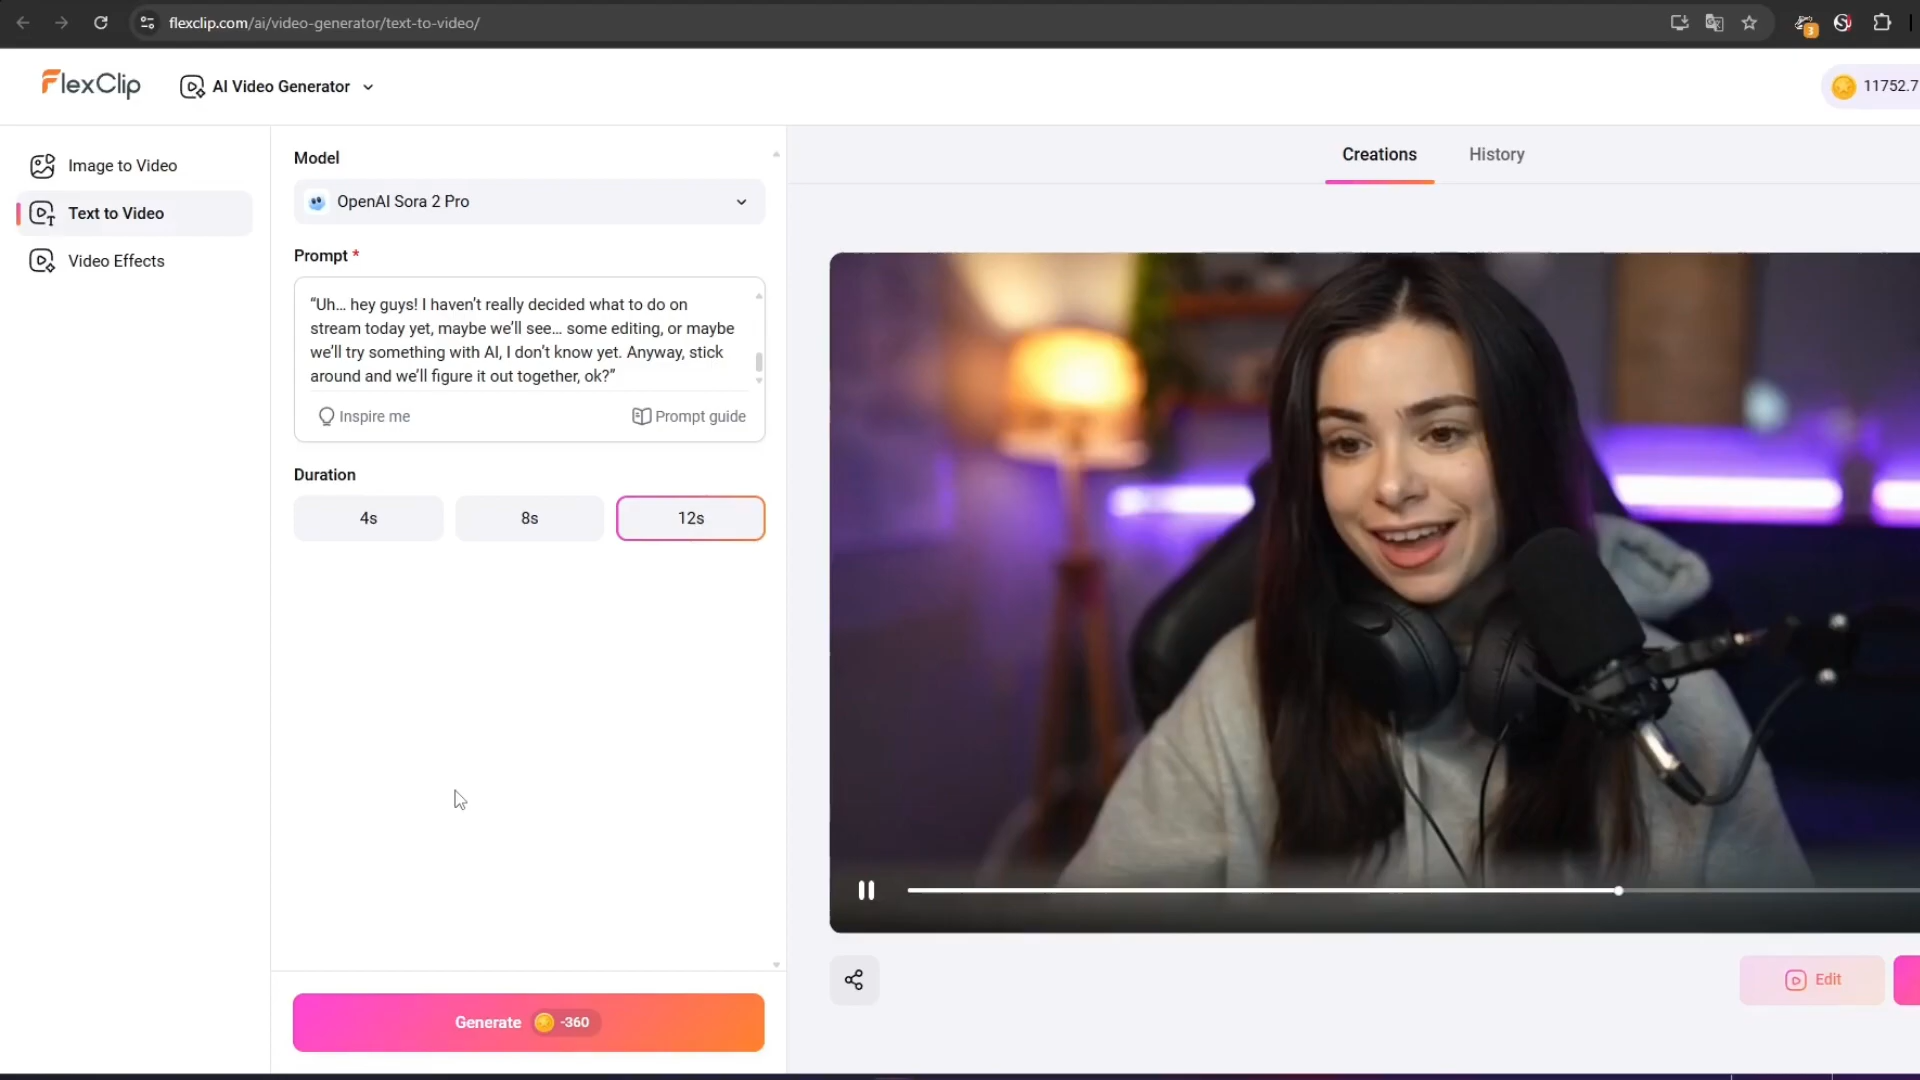 flexclip.com/ai/video-generator/text-to-video/
3
FlexClip
AI Video Generator
11752.7
Image to Video
Text to Video
Video Effects
Model
OpenAI Sora 2 Pro
Prompt *
“Uh... hey guys! I haven’t really decided what to do on
stream today yet, maybe we’ll see... some editing, or maybe
we’ll try something with AI, I don’t know yet. Anyway, stick
around and we’ll figure it out together, ok?”
Inspire me
Prompt guide
Duration
4s
8s
12s
Generate -360
Creations
History
Edit